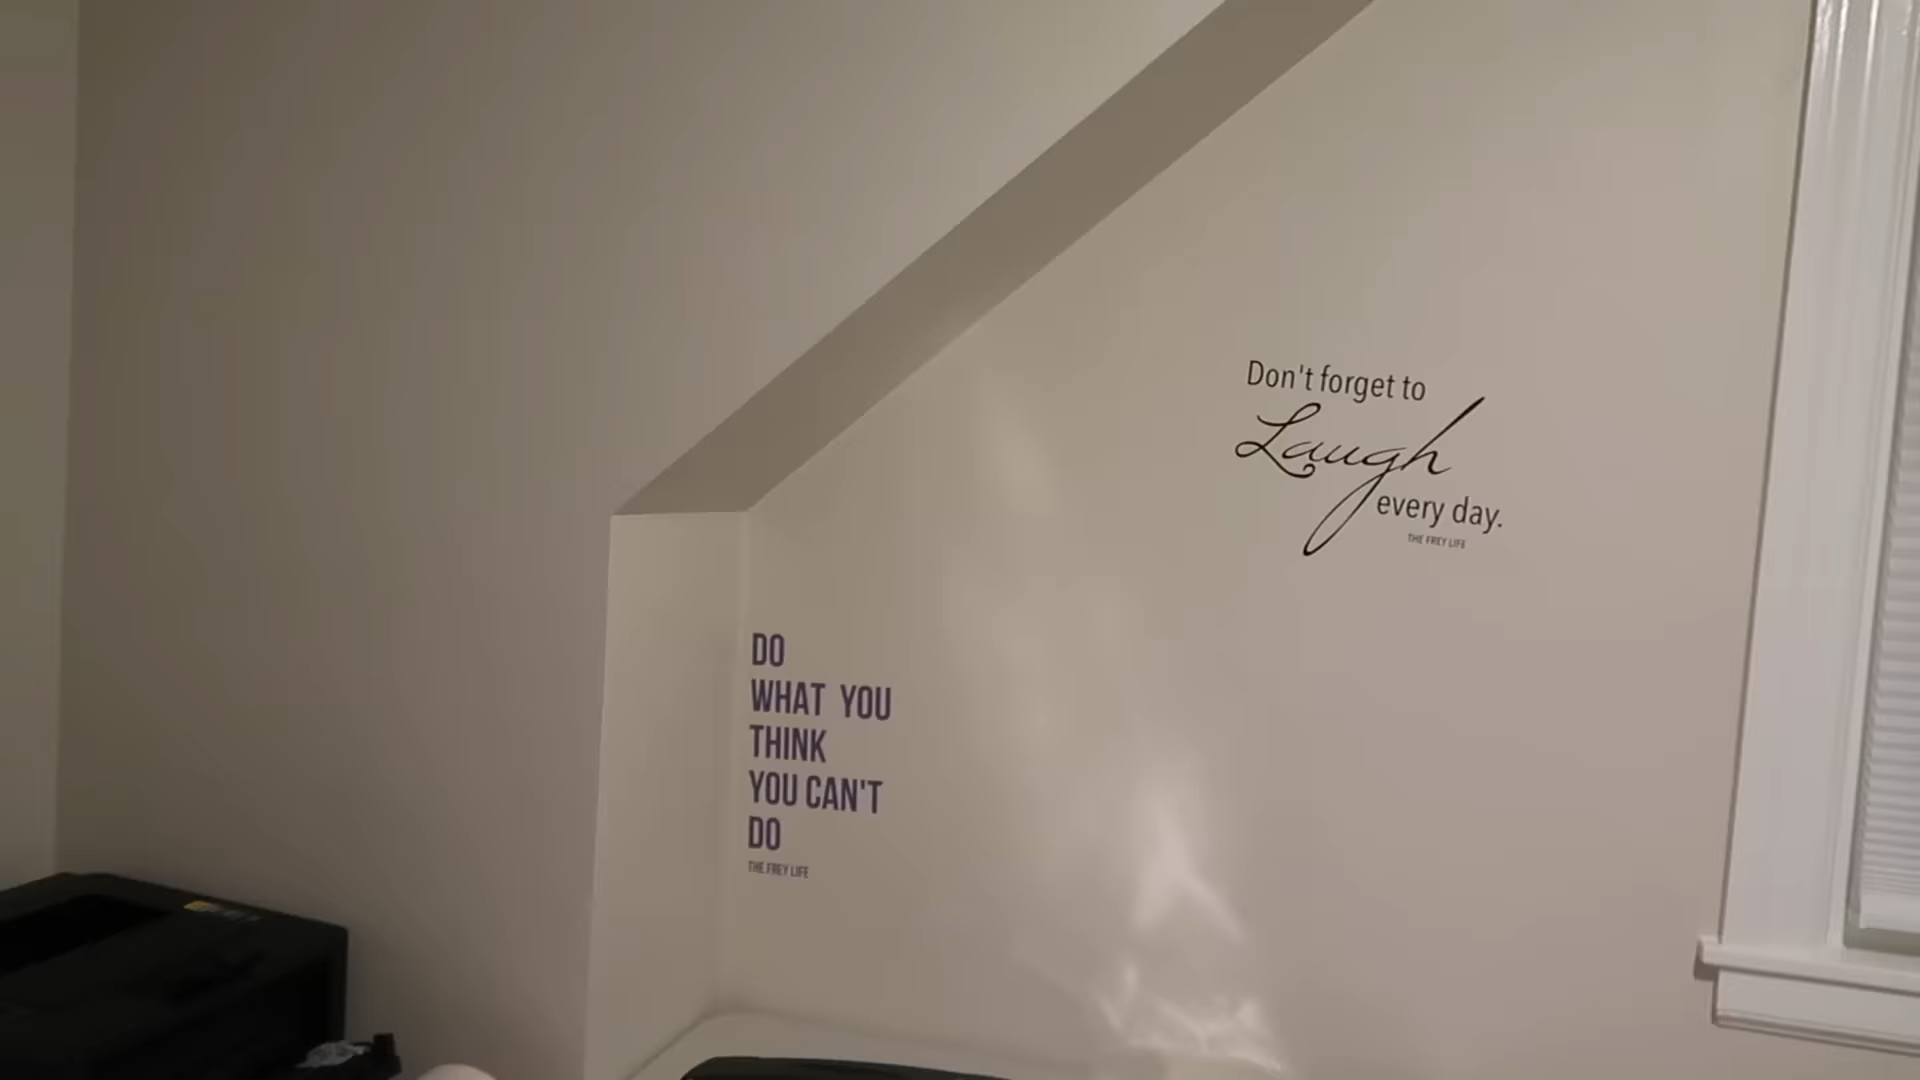 Don't forget to
Laugh
every day.
THE FREY LIFE
DO
WHAT YOU
THINK
YOU CAN'T
DO
THE FREY LIFE